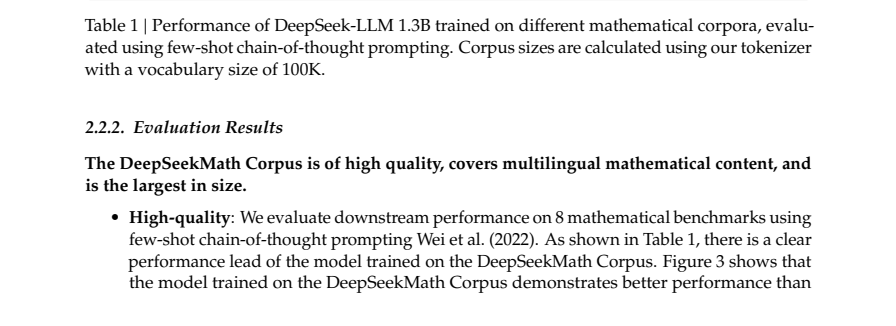 Table 1 | Performance of DeepSeek-LLM 1.3B trained on different mathematical corpora, evalu-
ated using few-shot chain-of-thought prompting. Corpus sizes are calculated using our tokenizer
with a vocabulary size of 100K.
2.2.2. Evaluation Results
The DeepSeekMath Corpus is of high quality, covers multilingual mathematical content, and
is the largest in size.
• High-quality: We evaluate downstream performance on 8 mathematical benchmarks using
few-shot chain-of-thought prompting Wei et al. (2022). As shown in Table 1, there is a clear
performance lead of the model trained on the DeepSeekMath Corpus. Figure 3 shows that
the model trained on the DeepSeekMath Corpus demonstrates better performance than